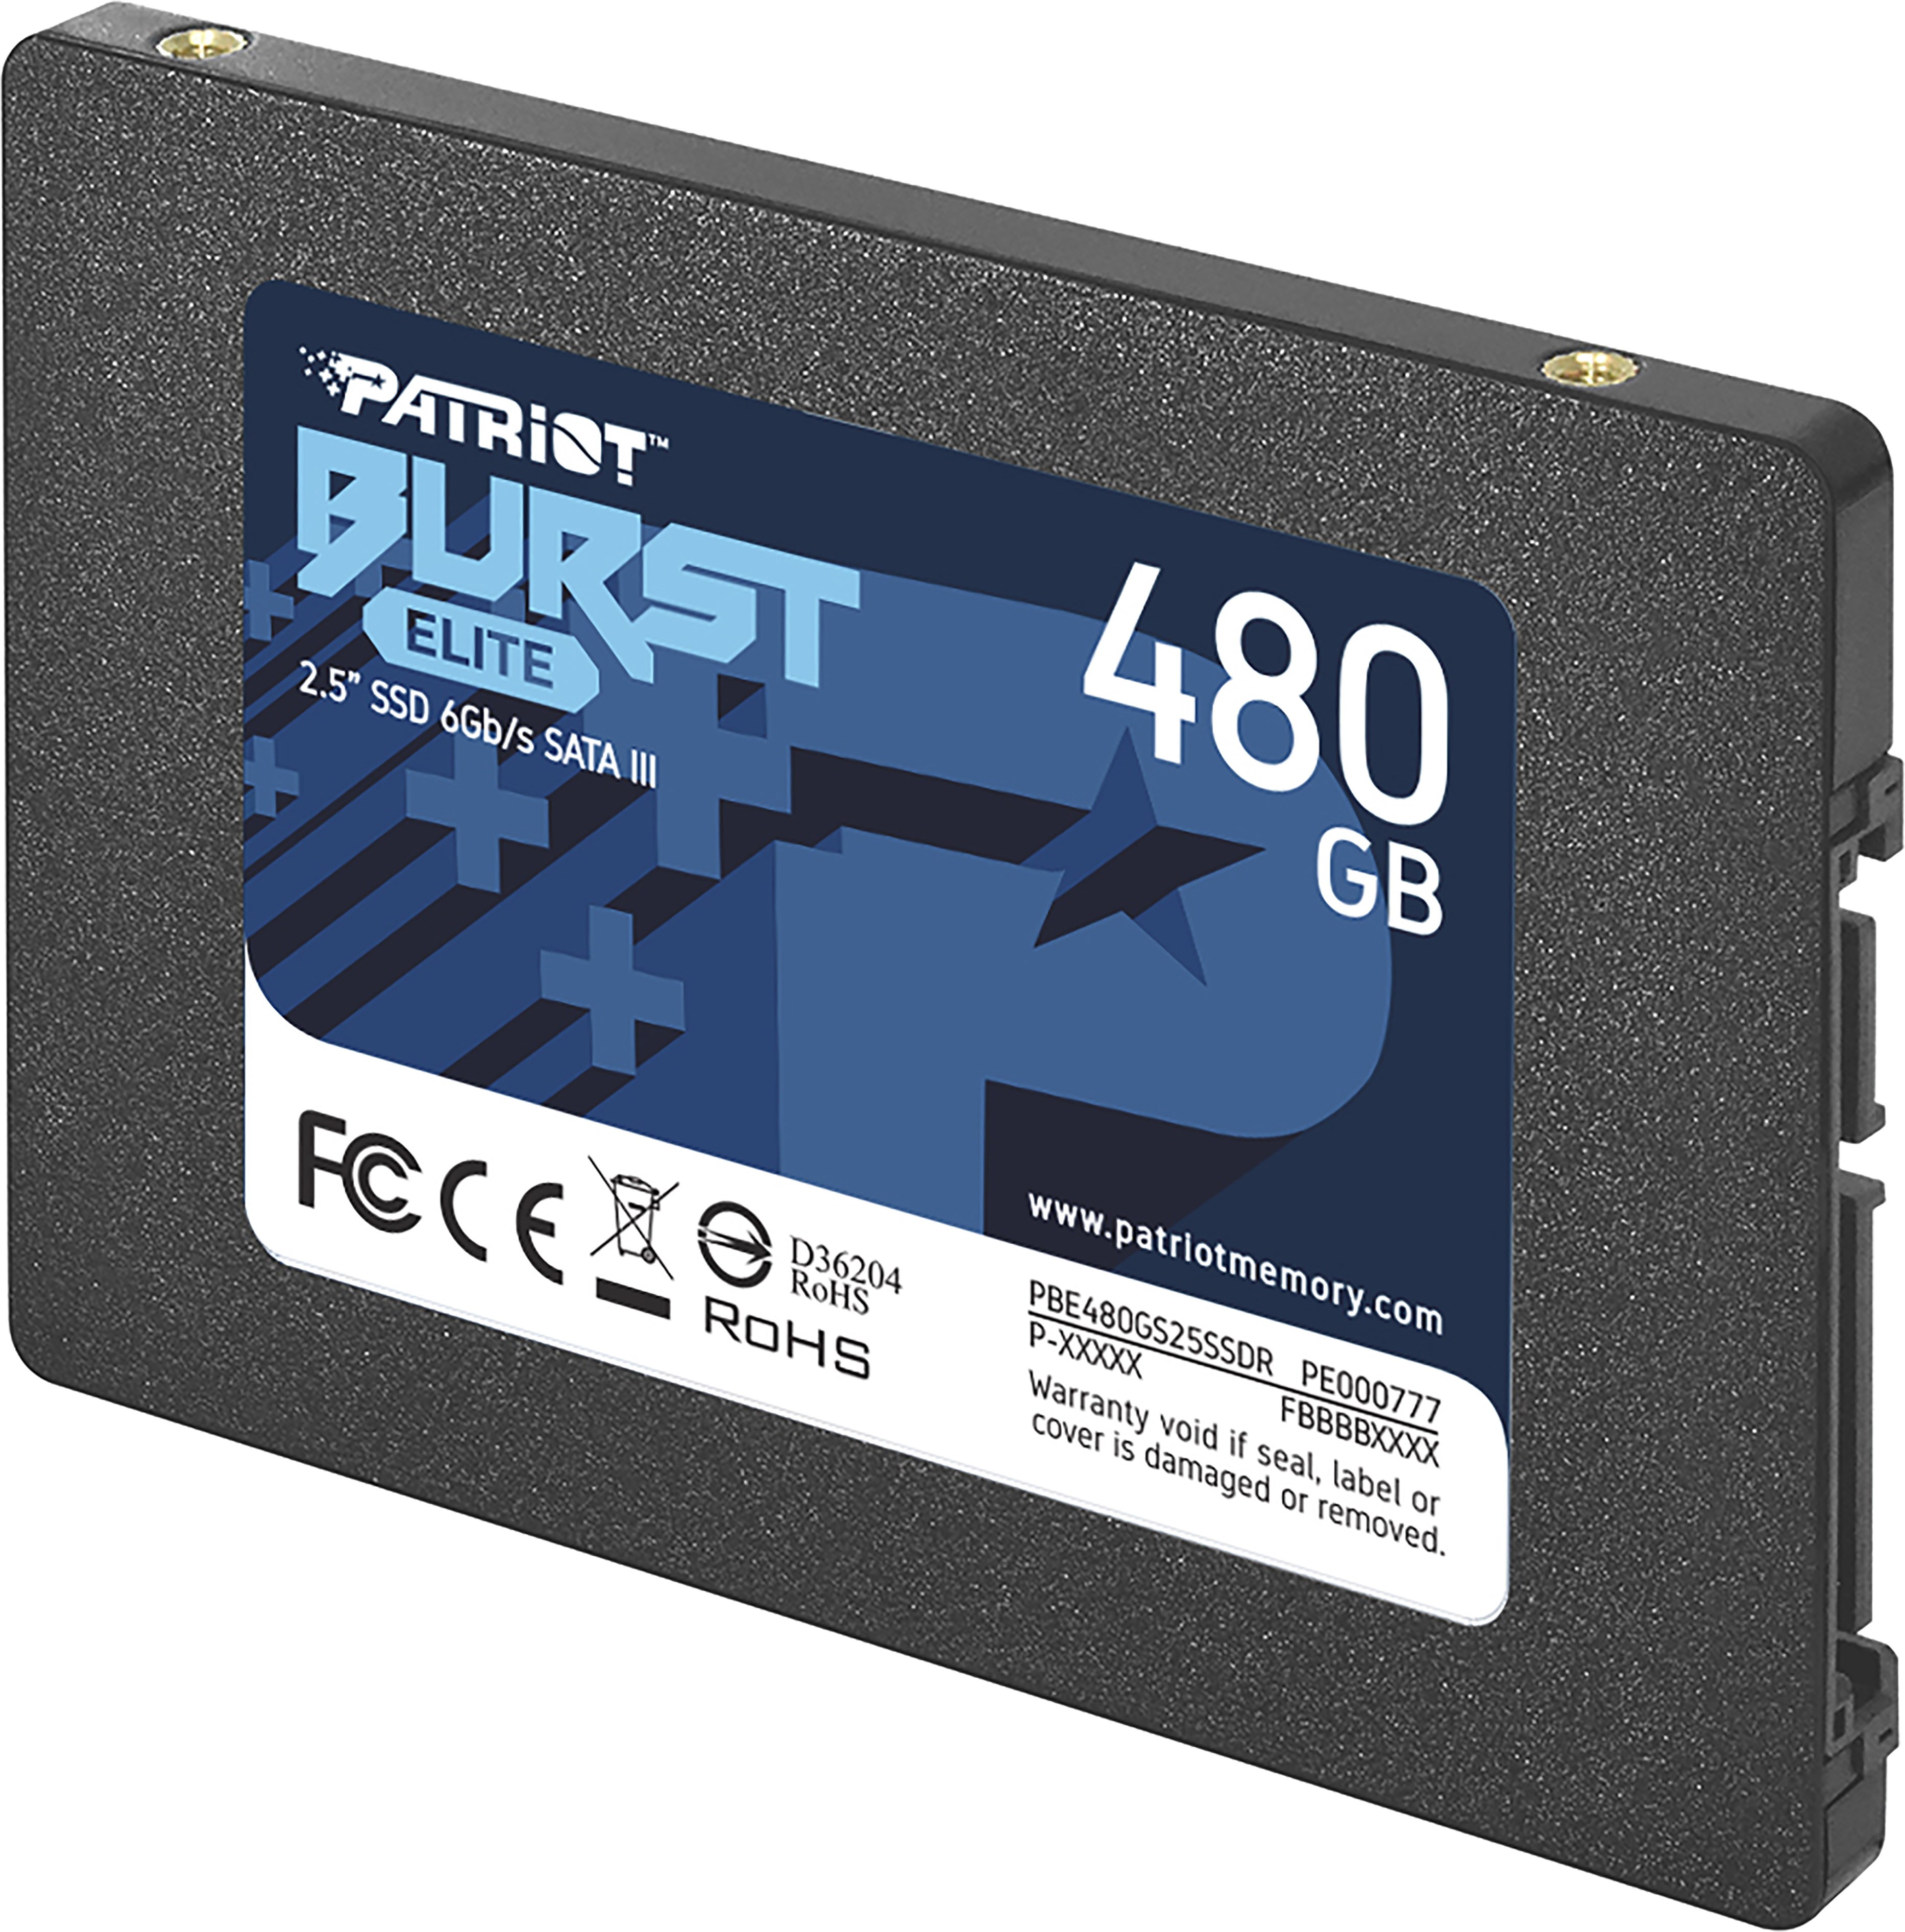 PATRiOT™
BURST
ELITE
2.5” SSD 6Gb/s SATA III
480
GB
www.patriotmemory.com
FC CE
D36204
RoHS
RoHS
PBE480GS25SSDR PE000777
P-XXXXX FBBBBXXXX
Warranty void if seal, label or
cover is damaged or removed.